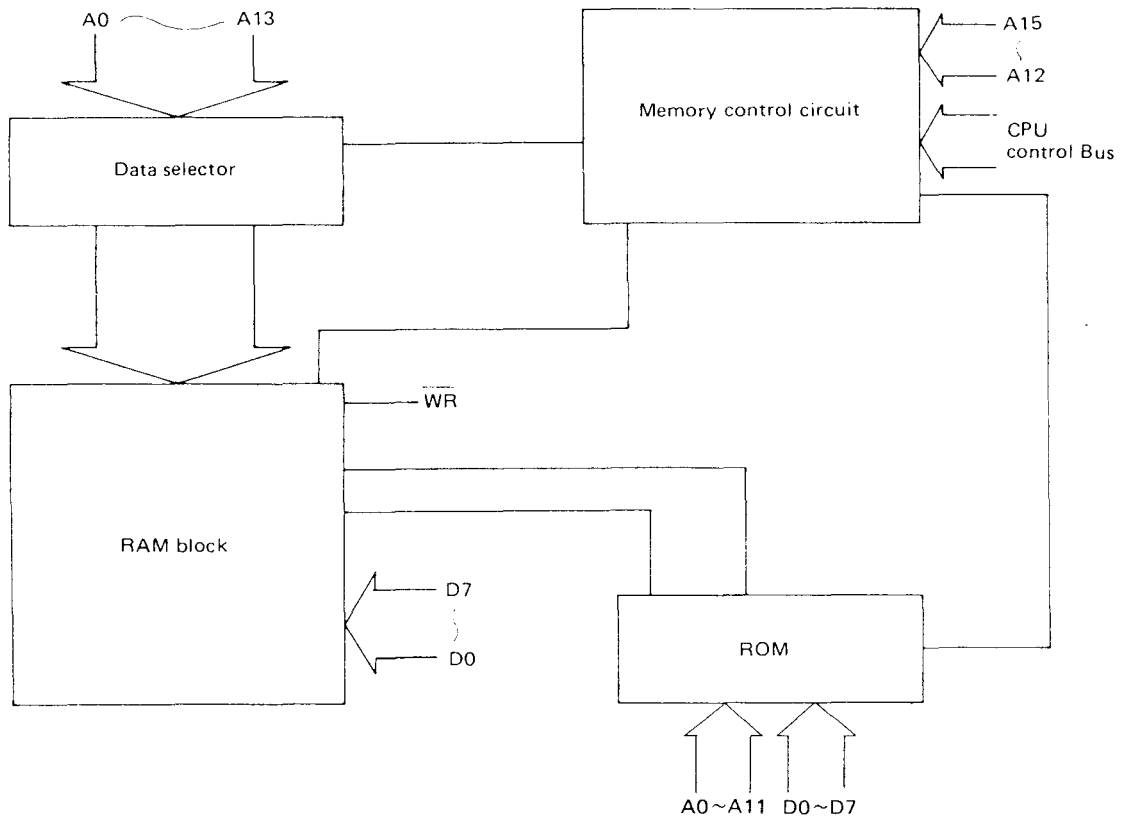 A0 A13
A15
A12
Memory control circuit
CPU
control Bus
Data selector
WR
RAM block
D7
D0
ROM
A0~A11 D0~D7